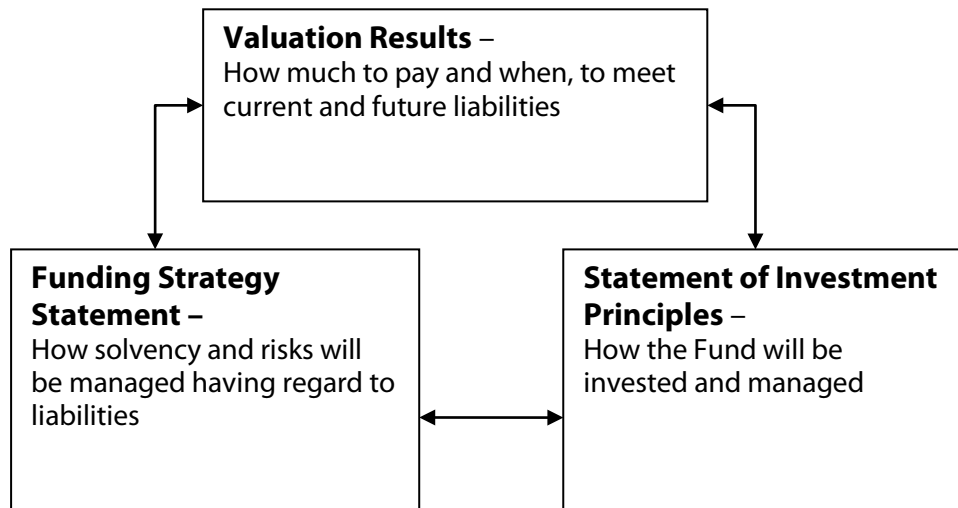 Valuation Results –
How much to pay and when, to meet
current and future liabilities
Funding Strategy
Statement –
How solvency and risks will
be managed having regard to
liabilities
Statement of Investment
Principles –
How the Fund will be
invested and managed